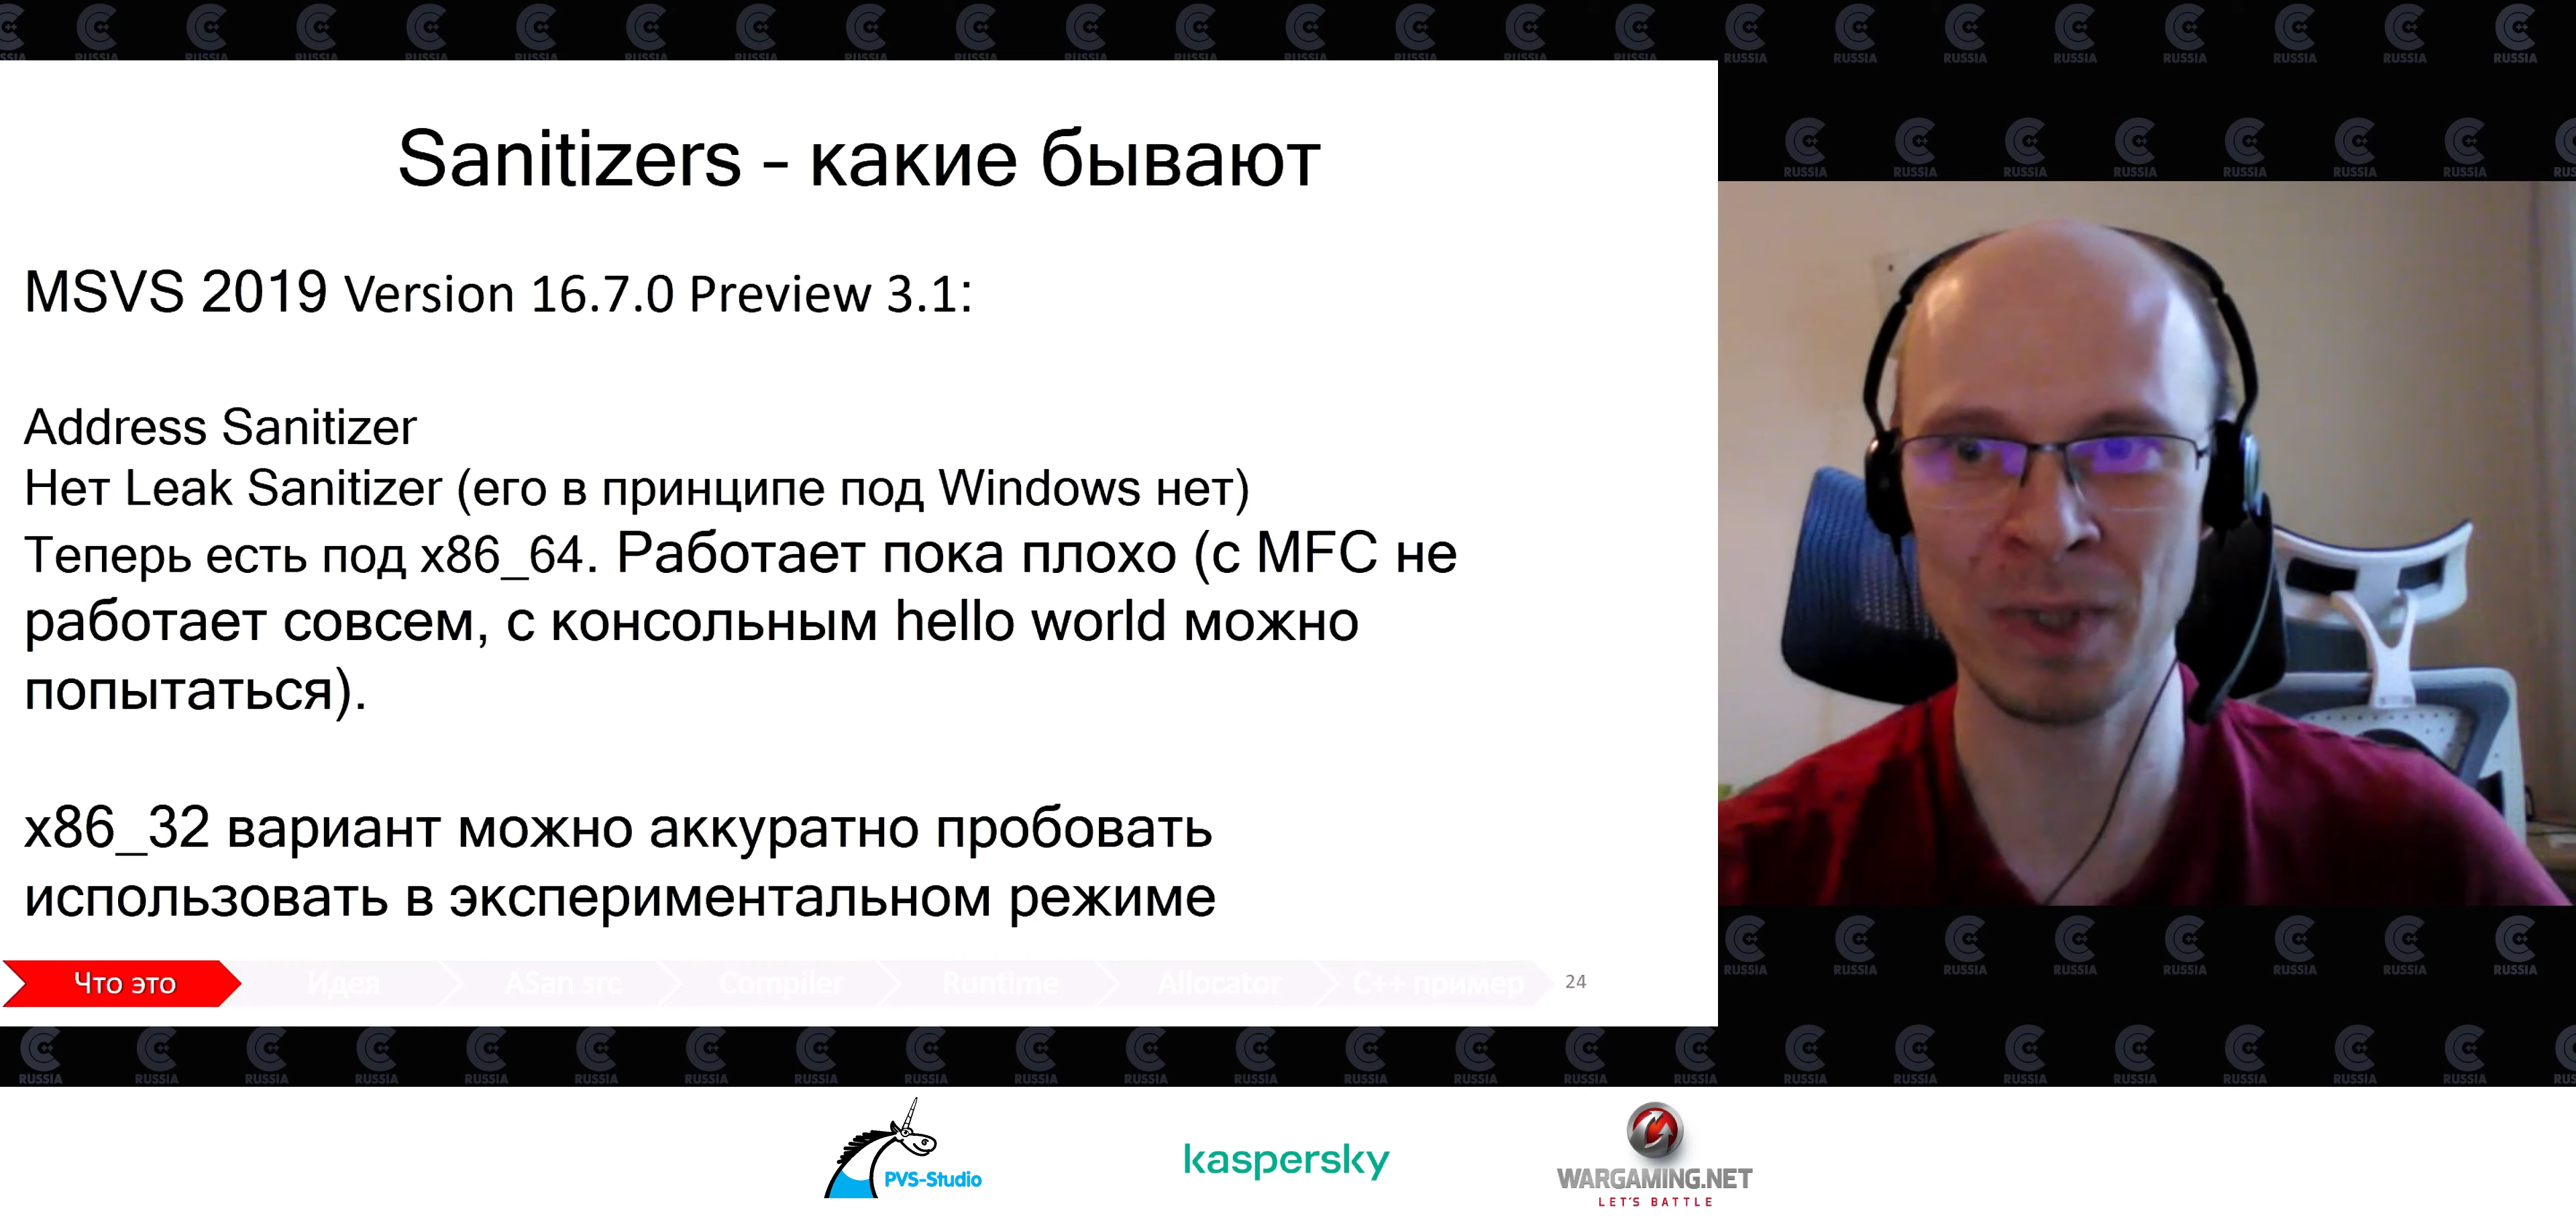 Sanitizers - какие бывают
MSVS 2019 Version 16.7.0 Preview 3.1:
Address Sanitizer
Нет Leak Sanitizer (его в принципе под Windows нет)
Теперь есть под x86_64. Работает пока плохо (с MFC не
работает совсем, с консольным hello world можно
попытаться).
x86_32 вариант можно аккуратно пробовать
использовать в экспериментальном режиме
Что это Идея ASan src Compiler Runtime Allocator C++ пример 24
PVS-Studio
kaspersky
WARGAMING.NET
LET'S BATTLE